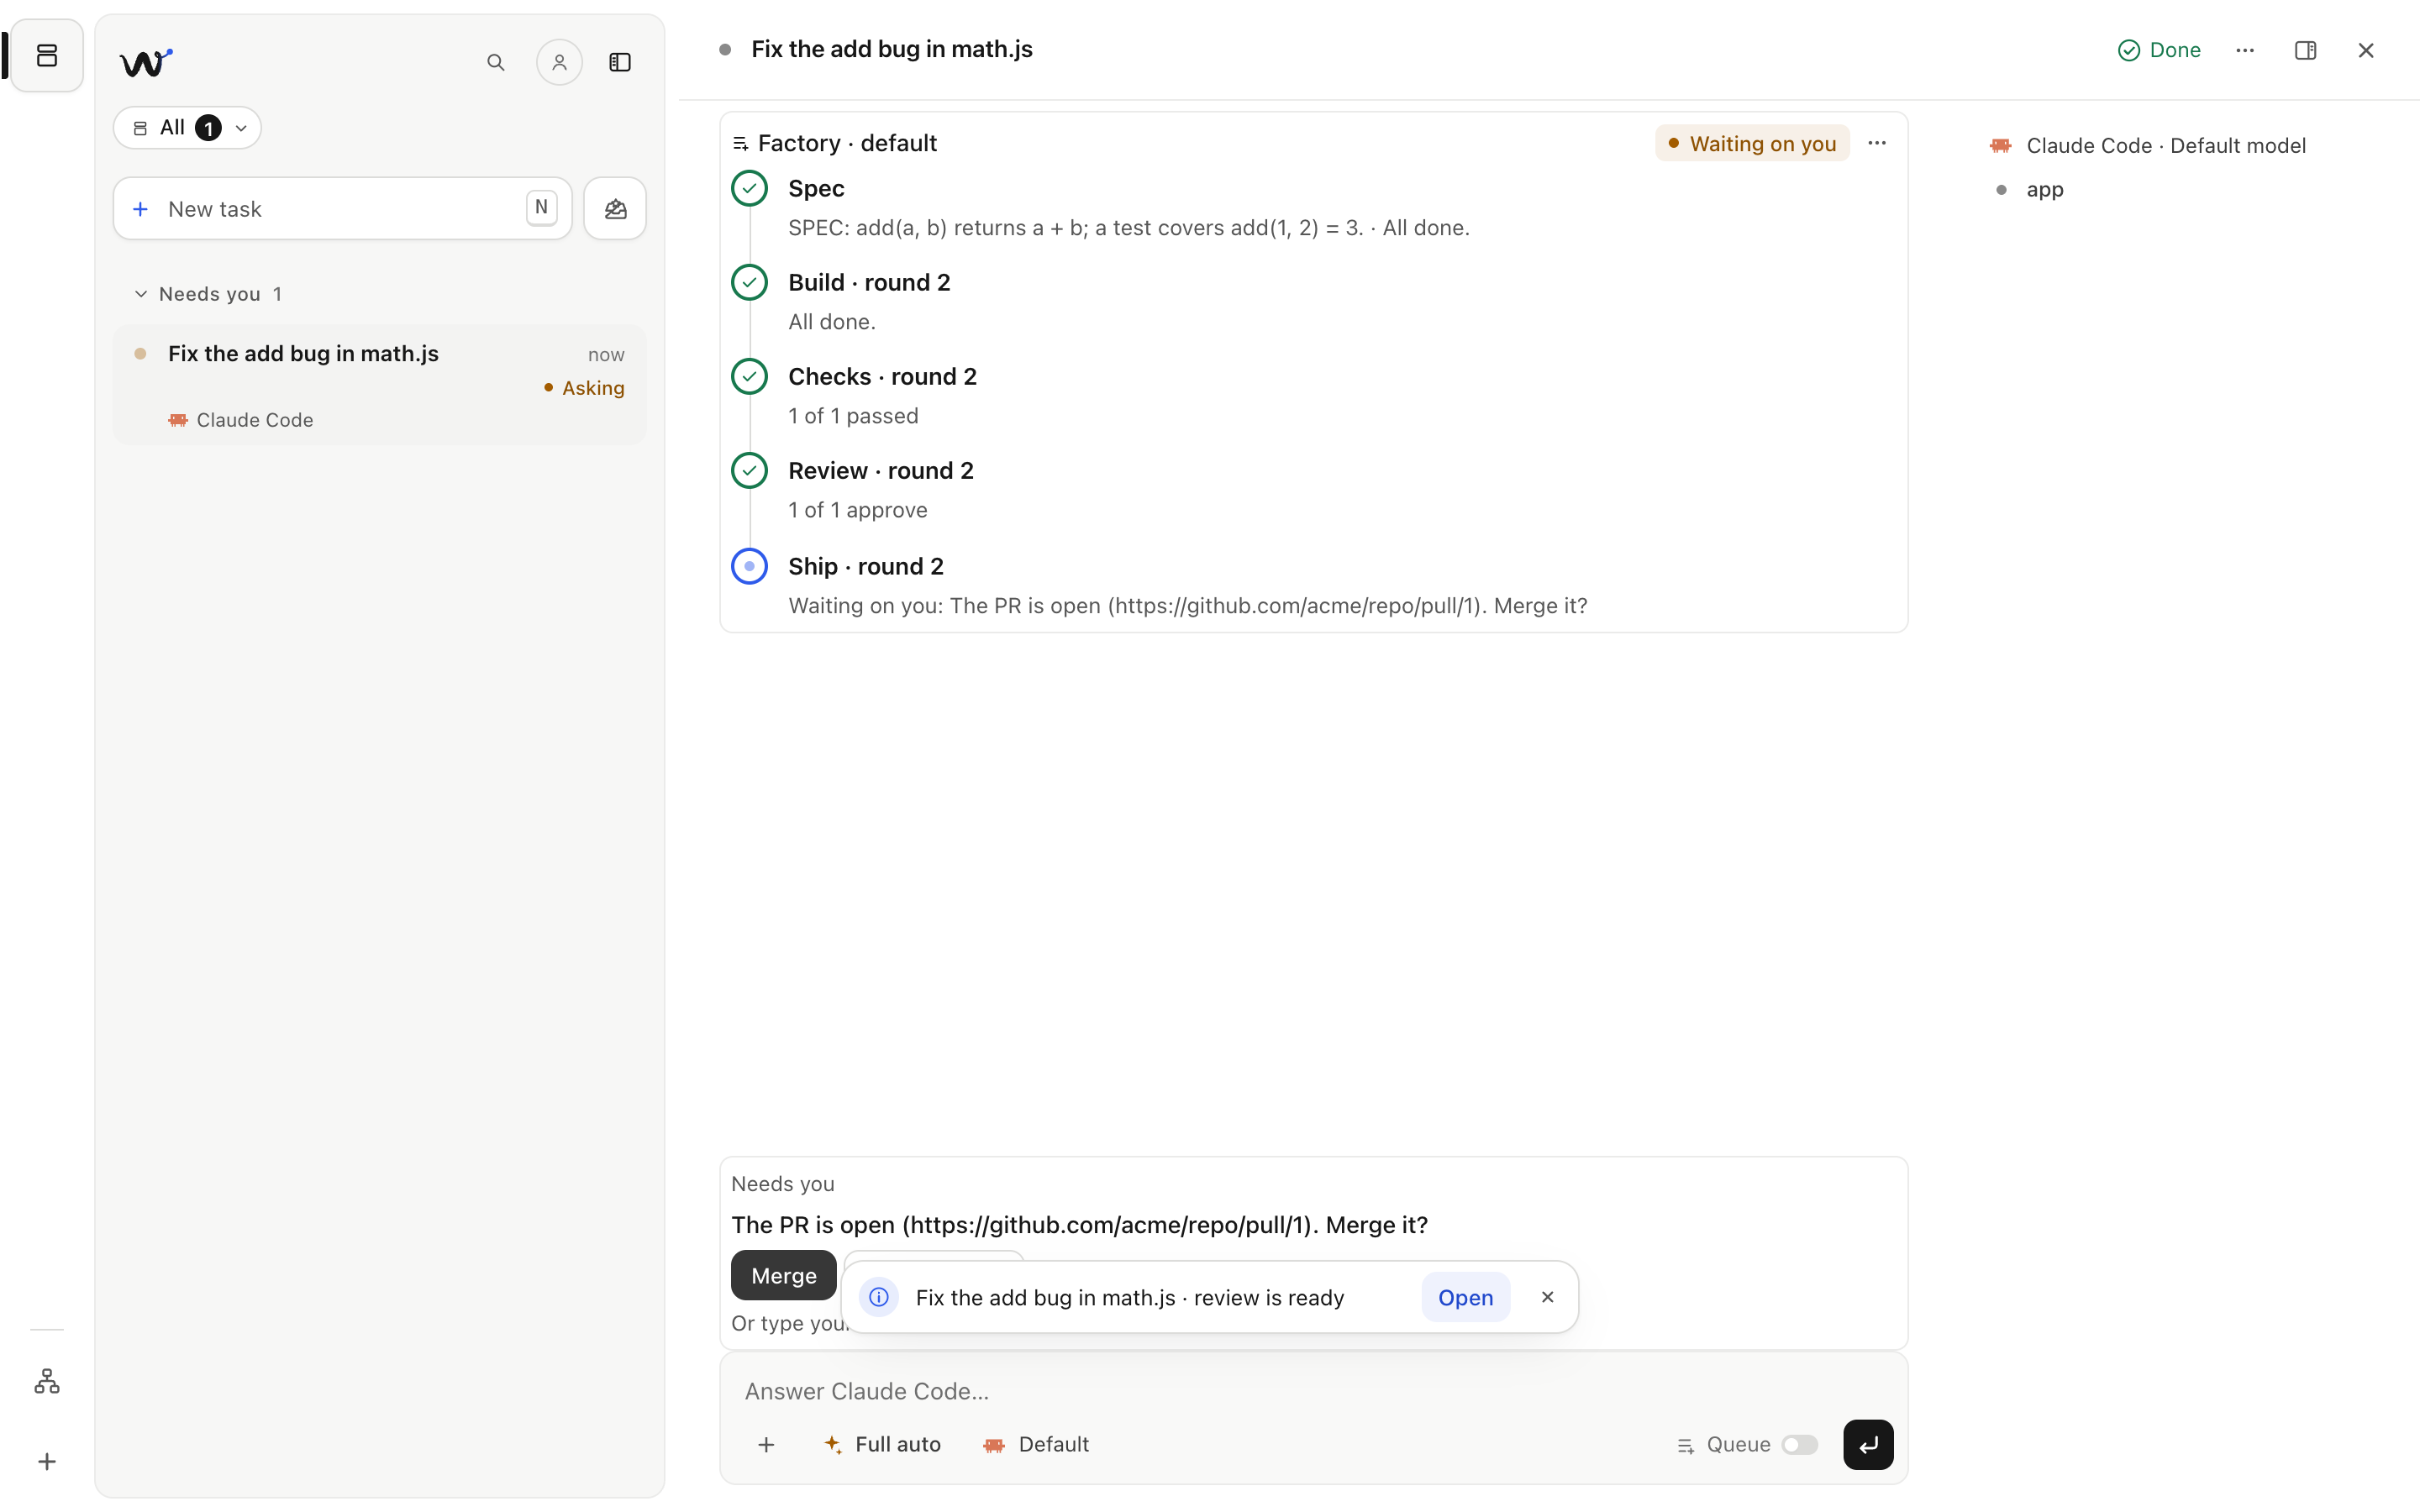 All 1
New task N
Needs you 1
Fix the add bug in math.js now
Asking
Claude Code
Fix the add bug in math.js
Done
Factory · default
Waiting on you
Spec
SPEC: add(a, b) returns a + b; a test covers add(1, 2) = 3. · All done.
Build · round 2
All done.
Checks · round 2
1 of 1 passed
Review · round 2
1 of 1 approve
Ship · round 2
Waiting on you: The PR is open (https://github.com/acme/repo/pull/1). Merge it?
Claude Code · Default model
app
Needs you
The PR is open (https://github.com/acme/repo/pull/1). Merge it?
Merge
Fix the add bug in math.js · review is ready Open
Or type
Answer Claude Code...
Full auto Default Queue